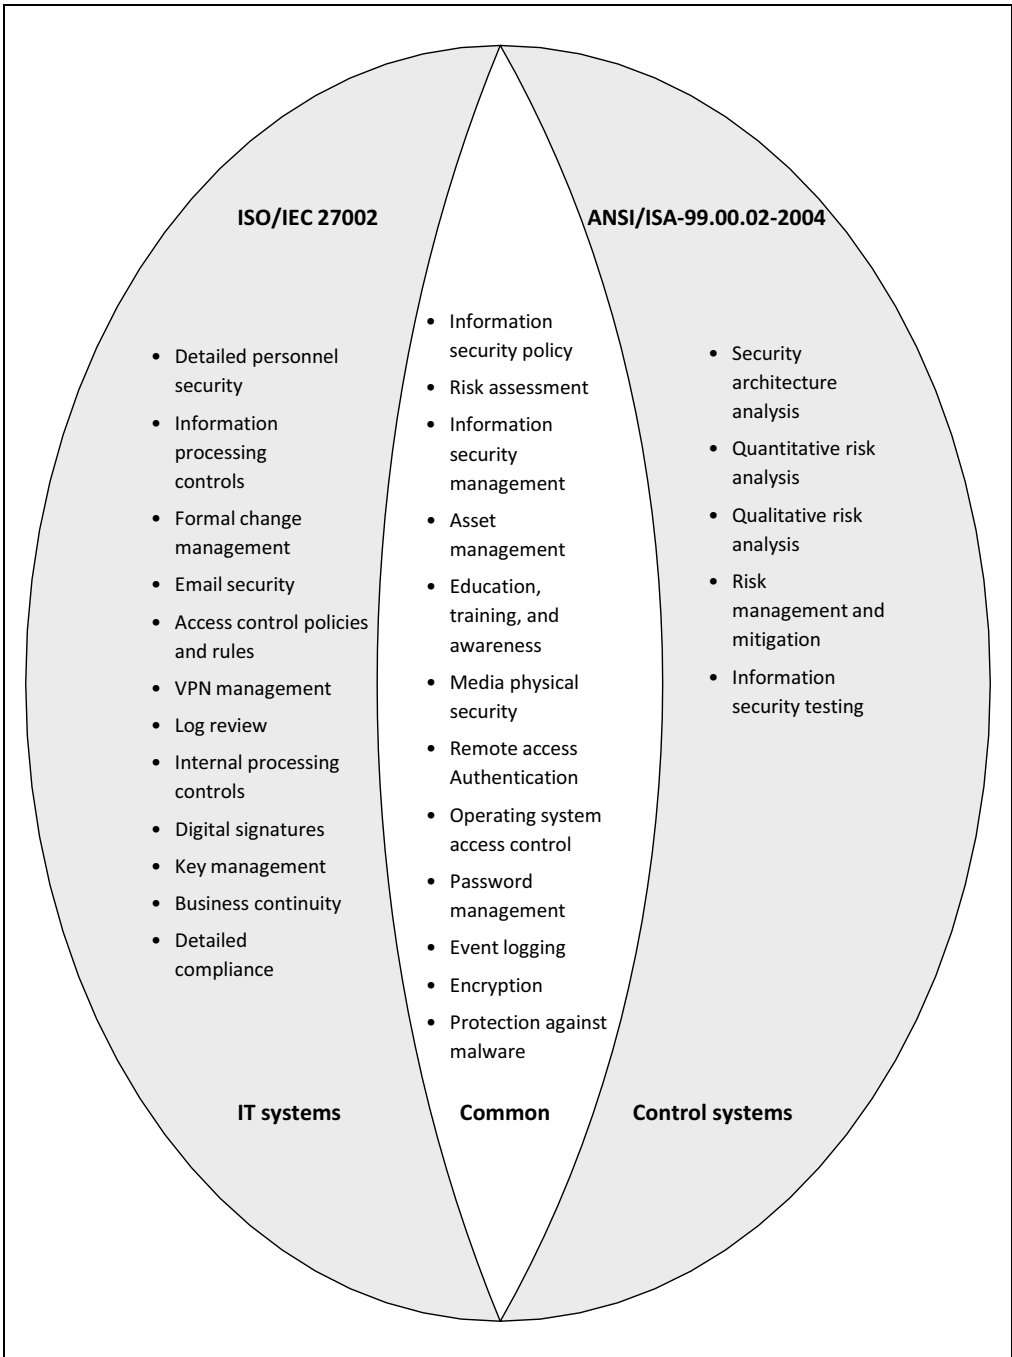 ISO/IEC 27002
ANSI/ISA-99.00.02-2004
• Detailed personnel
security
• Information
processing
controls
• Formal change
management
• Email security
• Access control policies
and rules
• VPN management
• Log review
• Internal processing
controls
• Digital signatures
• Key management
• Business continuity
• Detailed
compliance
• Information
security policy
• Risk assessment
• Information
security
management
• Asset
management
• Education,
training, and
awareness
• Media physical
security
• Remote access
Authentication
• Operating system
access control
• Password
management
• Event logging
• Encryption
• Protection against
malware
• Security
architecture
analysis
• Quantitative risk
analysis
• Qualitative risk
analysis
• Risk
management and
mitigation
• Information
security testing
IT systems
Common
Control systems